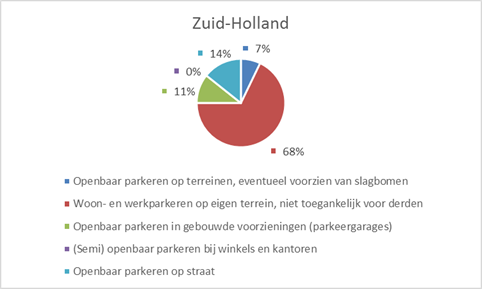 Zuid-Holland
14%
7%
0%
11%
68%
Openbaar parkeren op terreinen, eventueel voorzien van slagbomen
Woon- en werkparkeren op eigen terrein, niet toegankelijk voor derden
Openbaar parkeren in gebouwde voorzieningen (parkeergarages)
(Semi) openbaar parkeren bij winkels en kantoren
Openbaar parkeren op straat